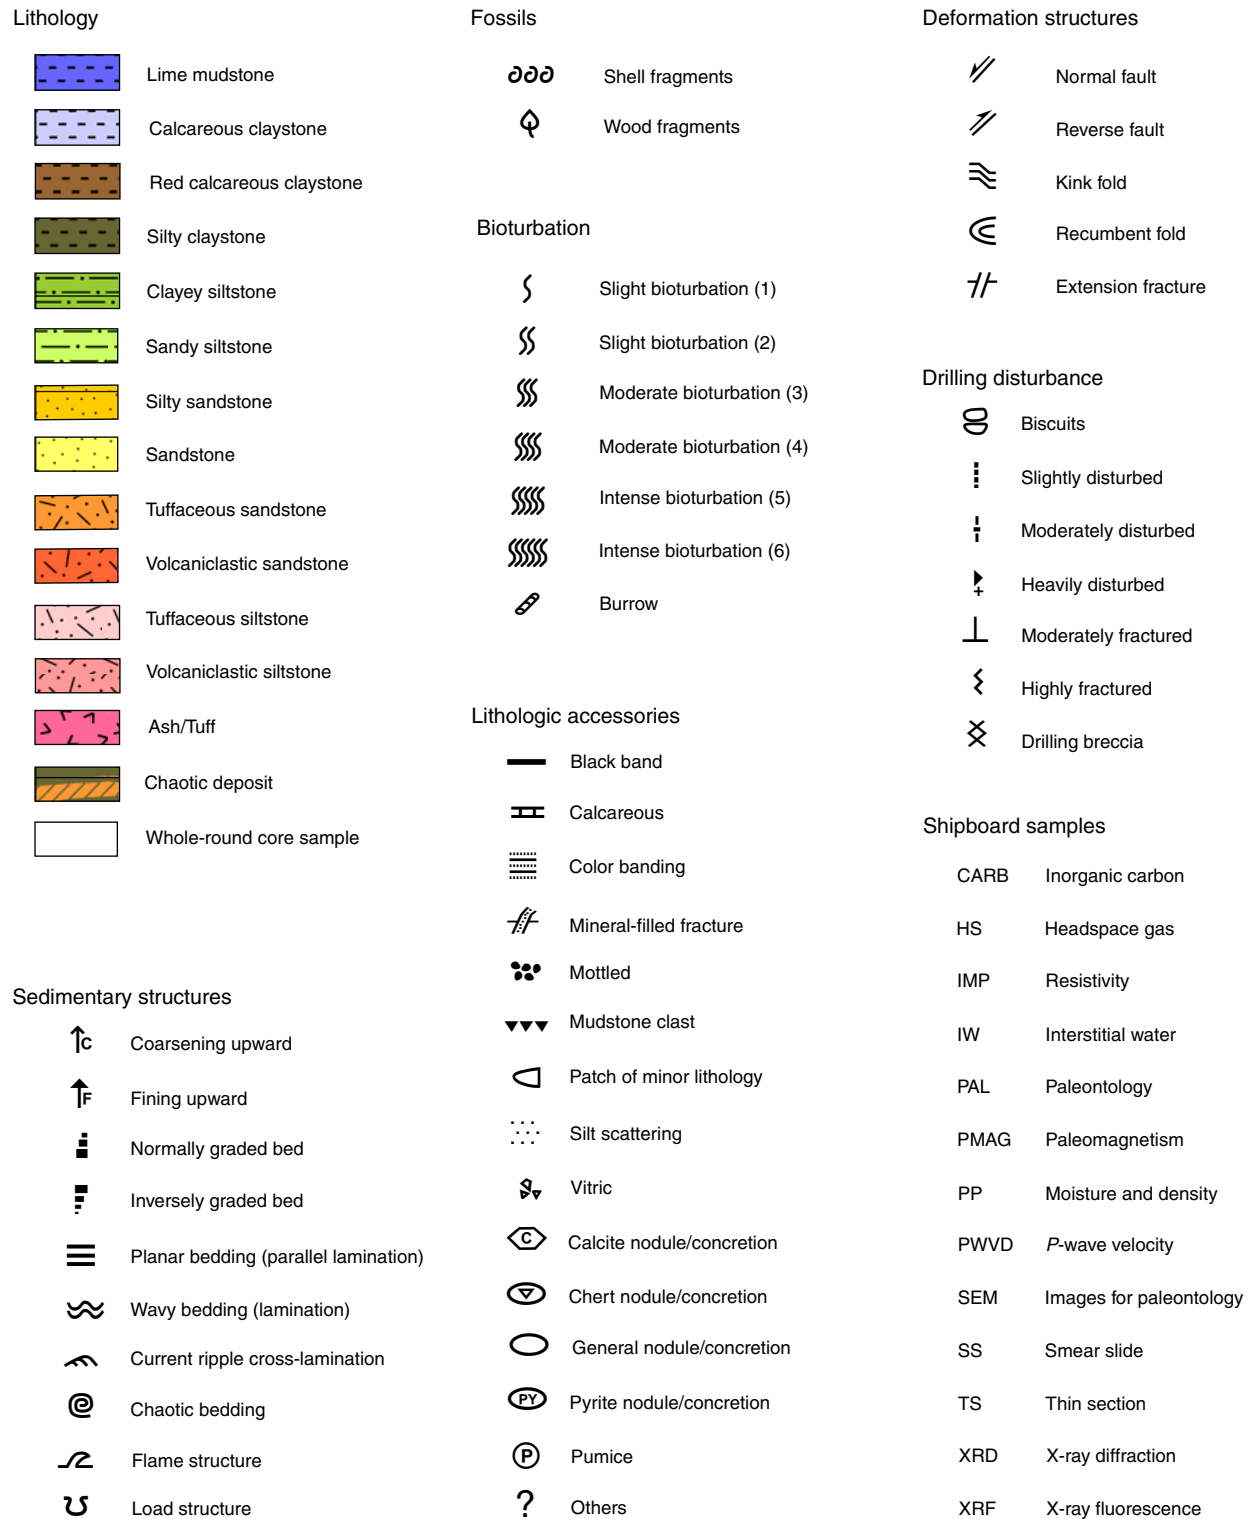 Lithology
Lime mudstone
Calcareous claystone
Red calcareous claystone
Silty claystone
Clayey siltstone
Sandy siltstone
Silty sandstone
Sandstone
Tuffaceous sandstone
Volcaniclastic sandstone
Tuffaceous siltstone
Volcaniclastic siltstone
Ash/Tuff
Chaotic deposit
Whole-round core sample
Sedimentary structures
C Coarsening upward
F Fining upward
Normally graded bed
Inversely graded bed
Planar bedding (parallel lamination)
Wavy bedding (lamination)
Current ripple cross-lamination
Chaotic bedding
Flame structure
Load structure
Fossils
Shell fragments
Wood fragments
Bioturbation
Slight bioturbation (1)
Slight bioturbation (2)
Moderate bioturbation (3)
Moderate bioturbation (4)
Intense bioturbation (5)
Intense bioturbation (6)
Burrow
Lithologic accessories
Black band
Calcareous
Color banding
Mineral-filled fracture
Mottled
Mudstone clast
Patch of minor lithology
Silt scattering
Vitric
C Calcite nodule/concretion
Chert nodule/concretion
General nodule/concretion
PY Pyrite nodule/concretion
P Pumice
? Others
Deformation structures
Normal fault
Reverse fault
Kink fold
Recumbent fold
Extension fracture
Drilling disturbance
Biscuits
Slightly disturbed
Moderately disturbed
Heavily disturbed
Moderately fractured
Highly fractured
Drilling breccia
Shipboard samples
CARB Inorganic carbon
HS Headspace gas
IMP Resistivity
IW Interstitial water
PAL Paleontology
PMAG Paleomagnetism
PP Moisture and density
PWVD P-wave velocity
SEM Images for paleontology
SS Smear slide
TS Thin section
XRD X-ray diffraction
XRF X-ray fluorescence